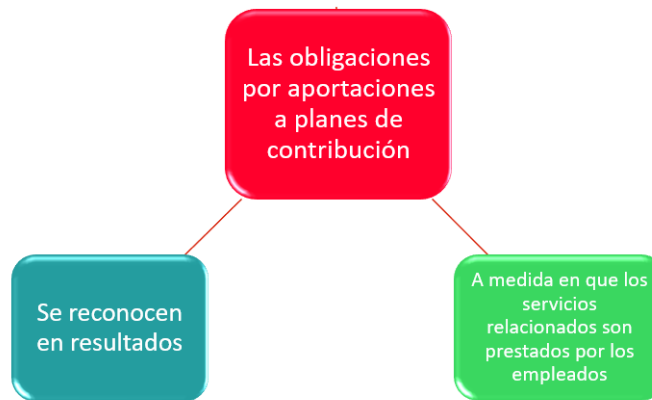 Las obligaciones
por aportaciones
a planes de
contribución
Se reconocen
en resultados
A medida en que los
servicios
relacionados son
prestados por los
empleados